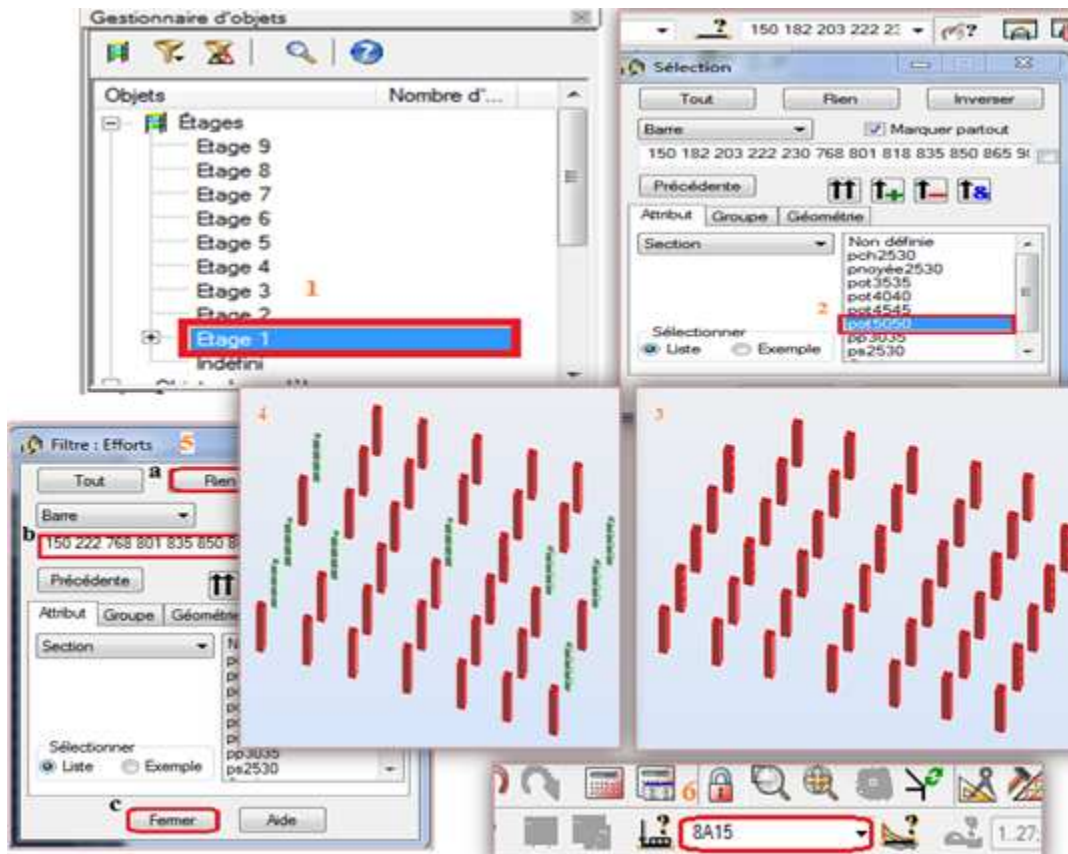 Gestionnaire d'objets
Objets Nombre d'...
Étages
Etage 9
Etage 8
Etage 7
Etage 6
Etage 5
Etage 4
Etage 3
1
Etage 2
Etage 1
Indéfini
150 182 203 222 23
Sélection
Tout Rien Inverser
Barre Marquer partout
150 182 203 222 230 768 801 818 835 850 865 9
Précédente
Attribut Groupe Géométrie
Section
Non définie
pch2530
pnoyée2530
pot3535
pot4040
pot4545
2
pot5050
pp3035
ps2530
Sélectionner
Liste Exemple
4
3
Filtre : Efforts 5
Tout a Rien
Barre
b
150 222 768 801 835 850 8
Précédente
Attribut Groupe Géométrie
Section
pp3035
ps2530
Sélectionner
Liste Exemple
c
Fermer Aide
6
8A15
1..27